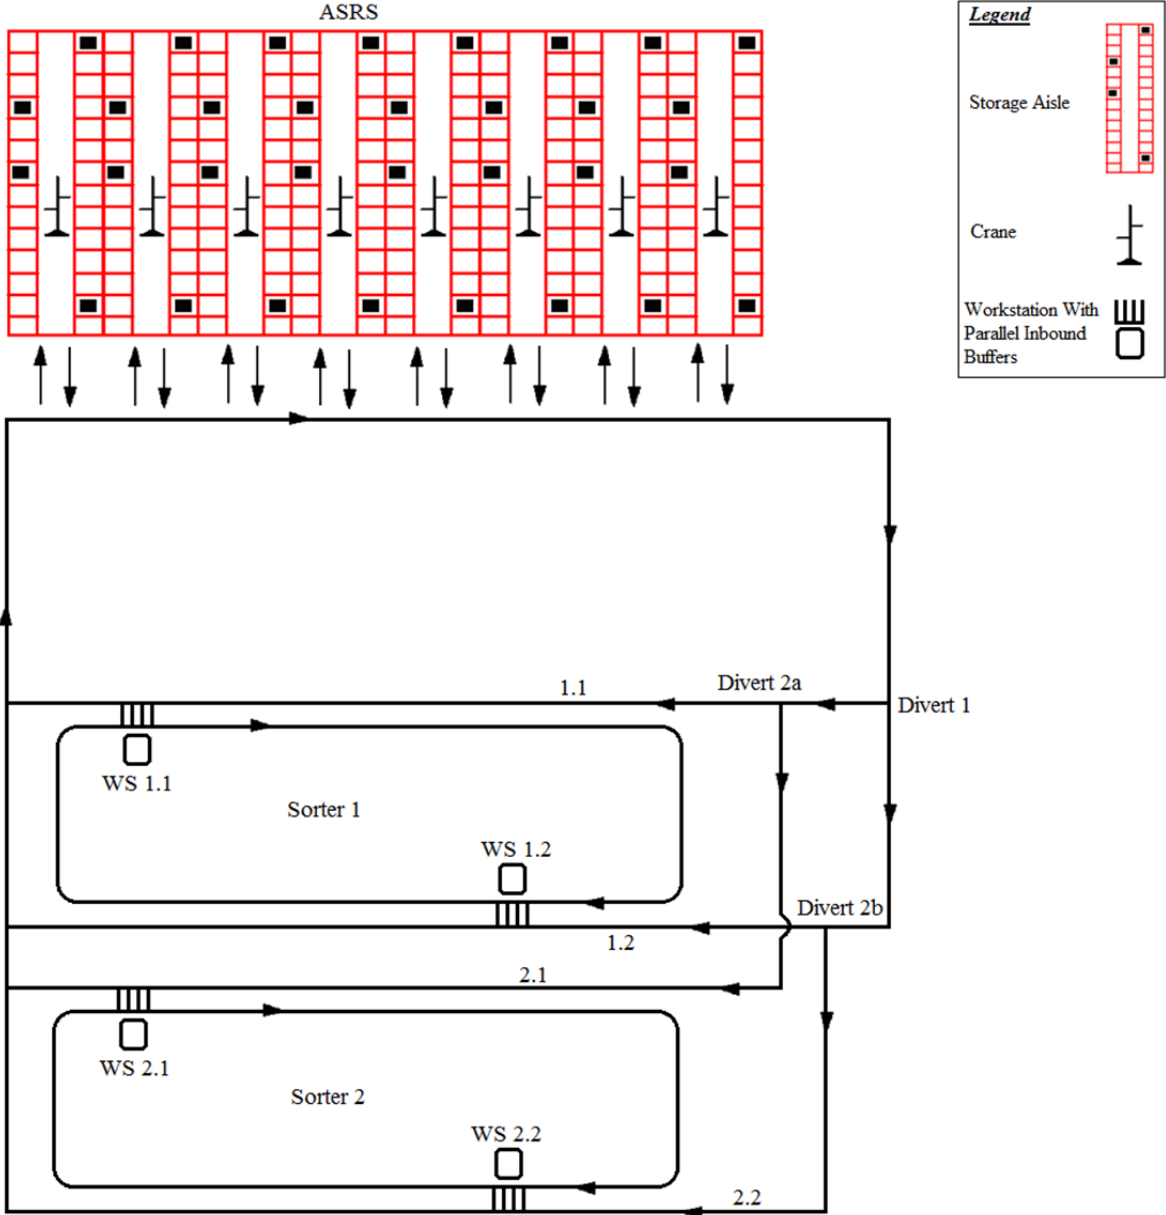 ASRS
Legend
Storage Aisle
Crane
Workstation With
Parallel Inbound
Buffers
1.1
Divert 2a
Divert 1
WS 1.1
Sorter 1
WS 1.2
Divert 2b
1.2
2.1
WS 2.1
Sorter 2
WS 2.2
2.2